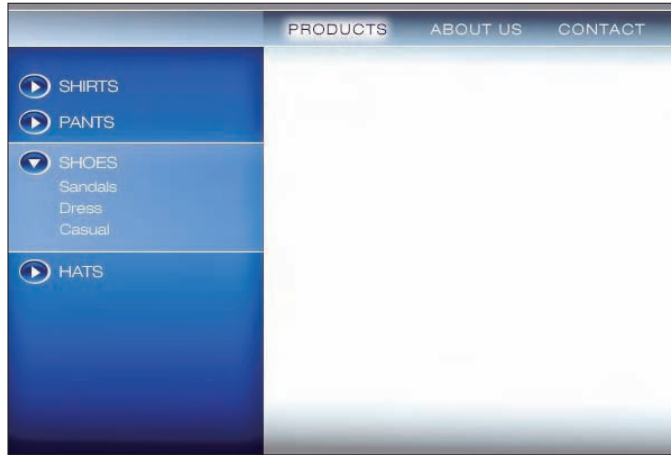 PRODUCTS ABOUT US CONTACT
SHIRTS
PANTS
SHOES
Sandals
Dress
Casual
HATS